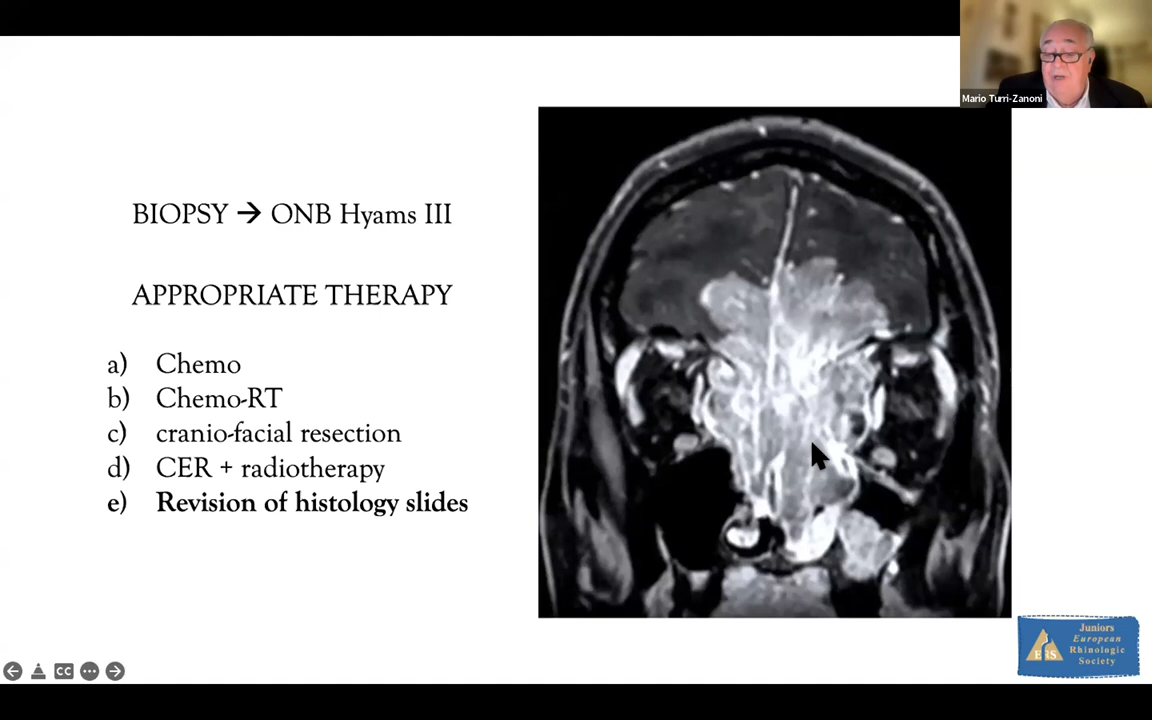 Mario Turri-Zanoni
BIOPSY → ONB Hyams III
APPROPRIATE THERAPY
a) Chemo
b) Chemo-RT
c) cranio-facial resection
d) CER + radiotherapy
e) Revision of histology slides
CC
Juniors
European
Rhinologic
Society
ERS